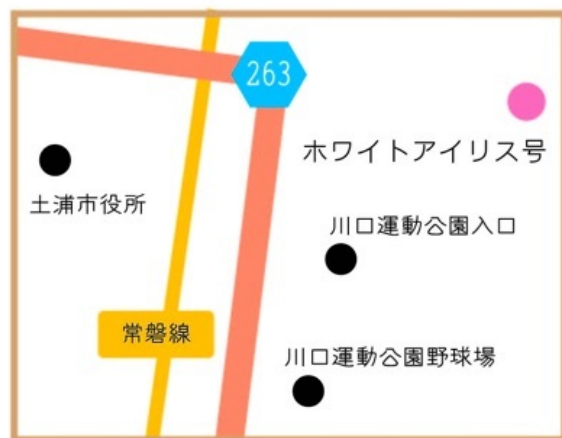 263
ホワイトアイリス号
土浦市役所
川口運動公園入口
常磐線
川口運動公園野球場